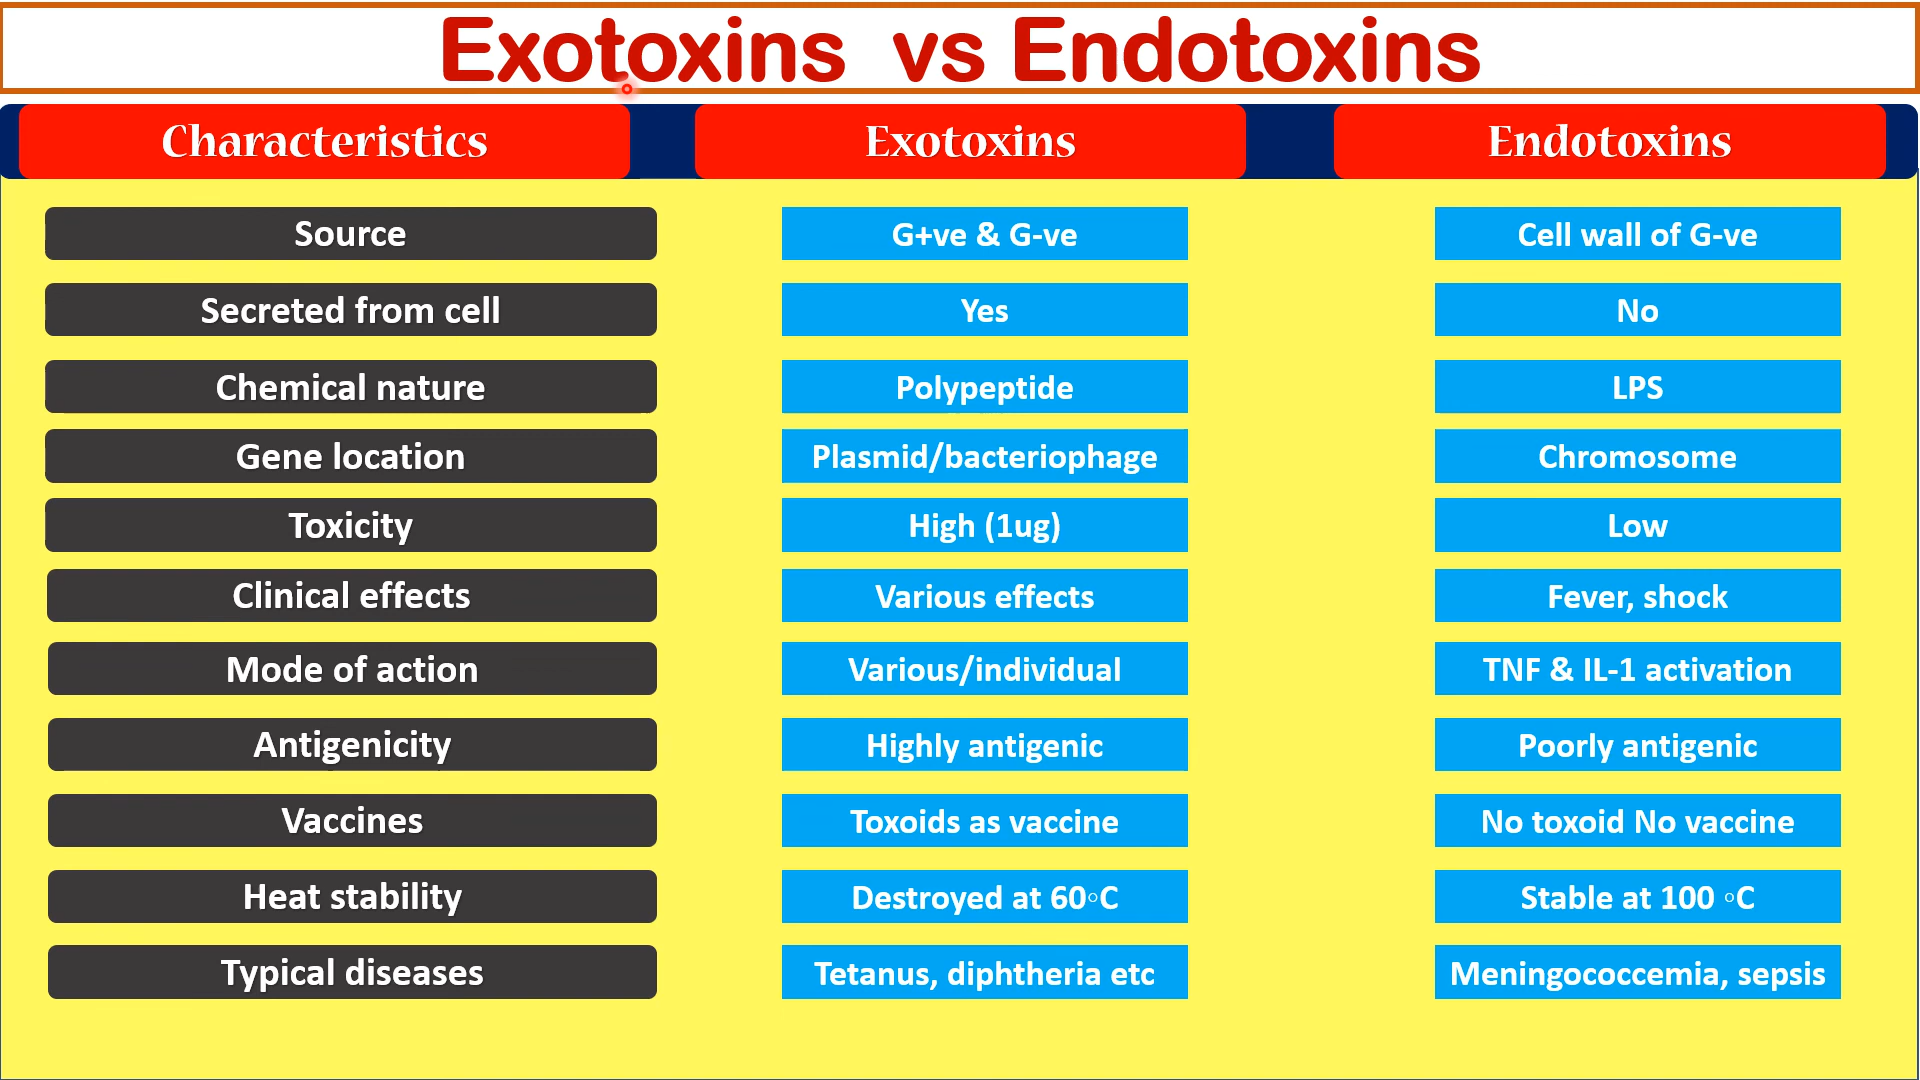 Exotoxins vs Endotoxins
Characteristics Exotoxins Endotoxins
Source G+ve & G-ve Cell wall of G-ve
Secreted from cell Yes No
Chemical nature Polypeptide LPS
Gene location Plasmid/bacteriophage Chromosome
Toxicity High (1ug) Low
Clinical effects Various effects Fever, shock
Mode of action Various/individual TNF & IL-1 activation
Antigenicity Highly antigenic Poorly antigenic
Vaccines Toxoids as vaccine No toxoid No vaccine
Heat stability Destroyed at 60◦C Stable at 100 ◦C
Typical diseases Tetanus, diphtheria etc Meningococcemia, sepsis